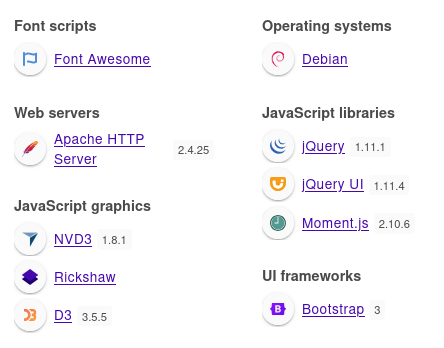 Font scripts
Font Awesome
Web servers
Apache HTTP
Server
2.4.25
JavaScript graphics
NVD3 1.8.1
Rickshaw
D3 3.5.5
Operating systems
Debian
JavaScript libraries
jQuery 1.11.1
jQuery UI 1.11.4
Moment.js 2.10.6
UI frameworks
B Bootstrap 3